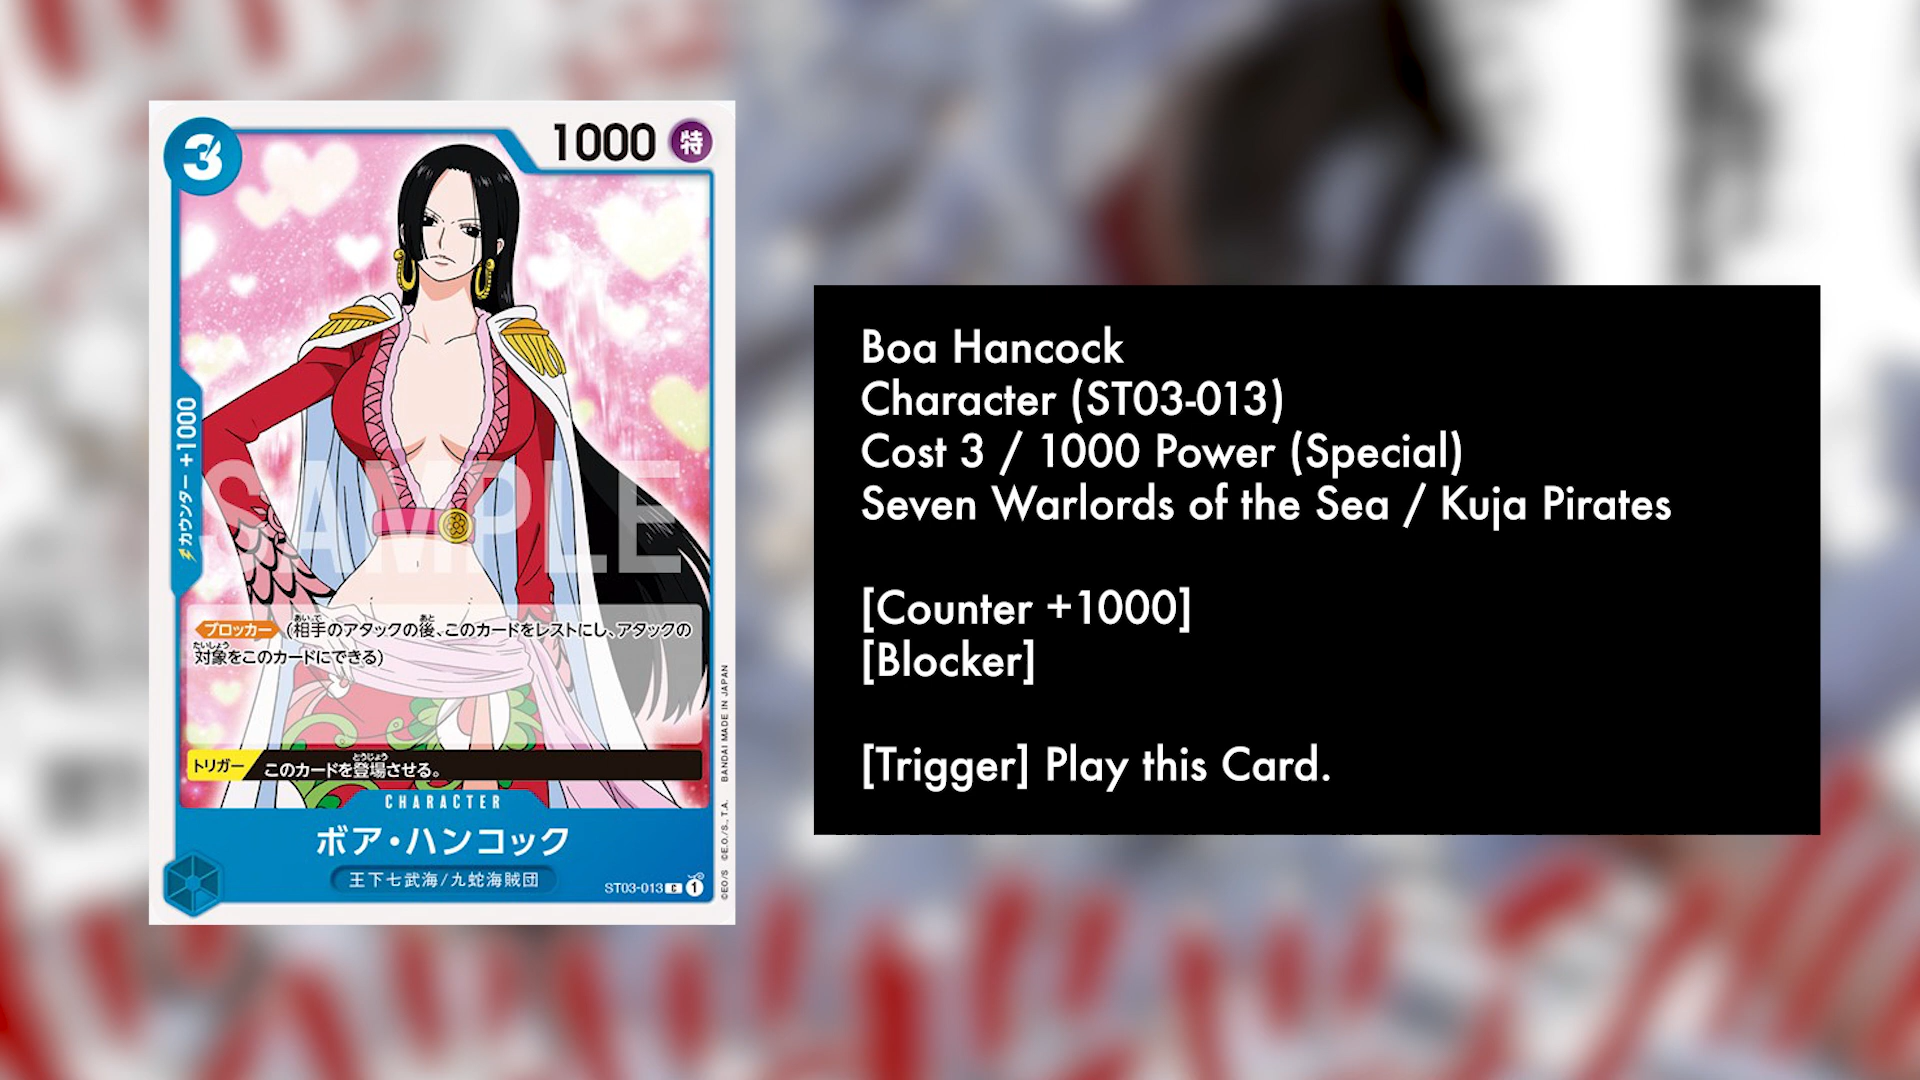 3
1000 特
カウンター +1000
SAMPLE
ブロッカー (相手のアタックの後、このカードをレストにし、アタックの
対象をこのカードにできる)
トリガー このカードを登場させる。
CHARACTER
ボア・ハンコック
王下七武海/九蛇海賊団
ST03-013 C 1
©EO/S ©E.O./S., T.A. BANDAI MADE IN JAPAN
Boa Hancock
Character (ST03-013)
Cost 3 / 1000 Power (Special)
Seven Warlords of the Sea / Kuja Pirates
[Counter +1000]
[Blocker]
[Trigger] Play this Card.